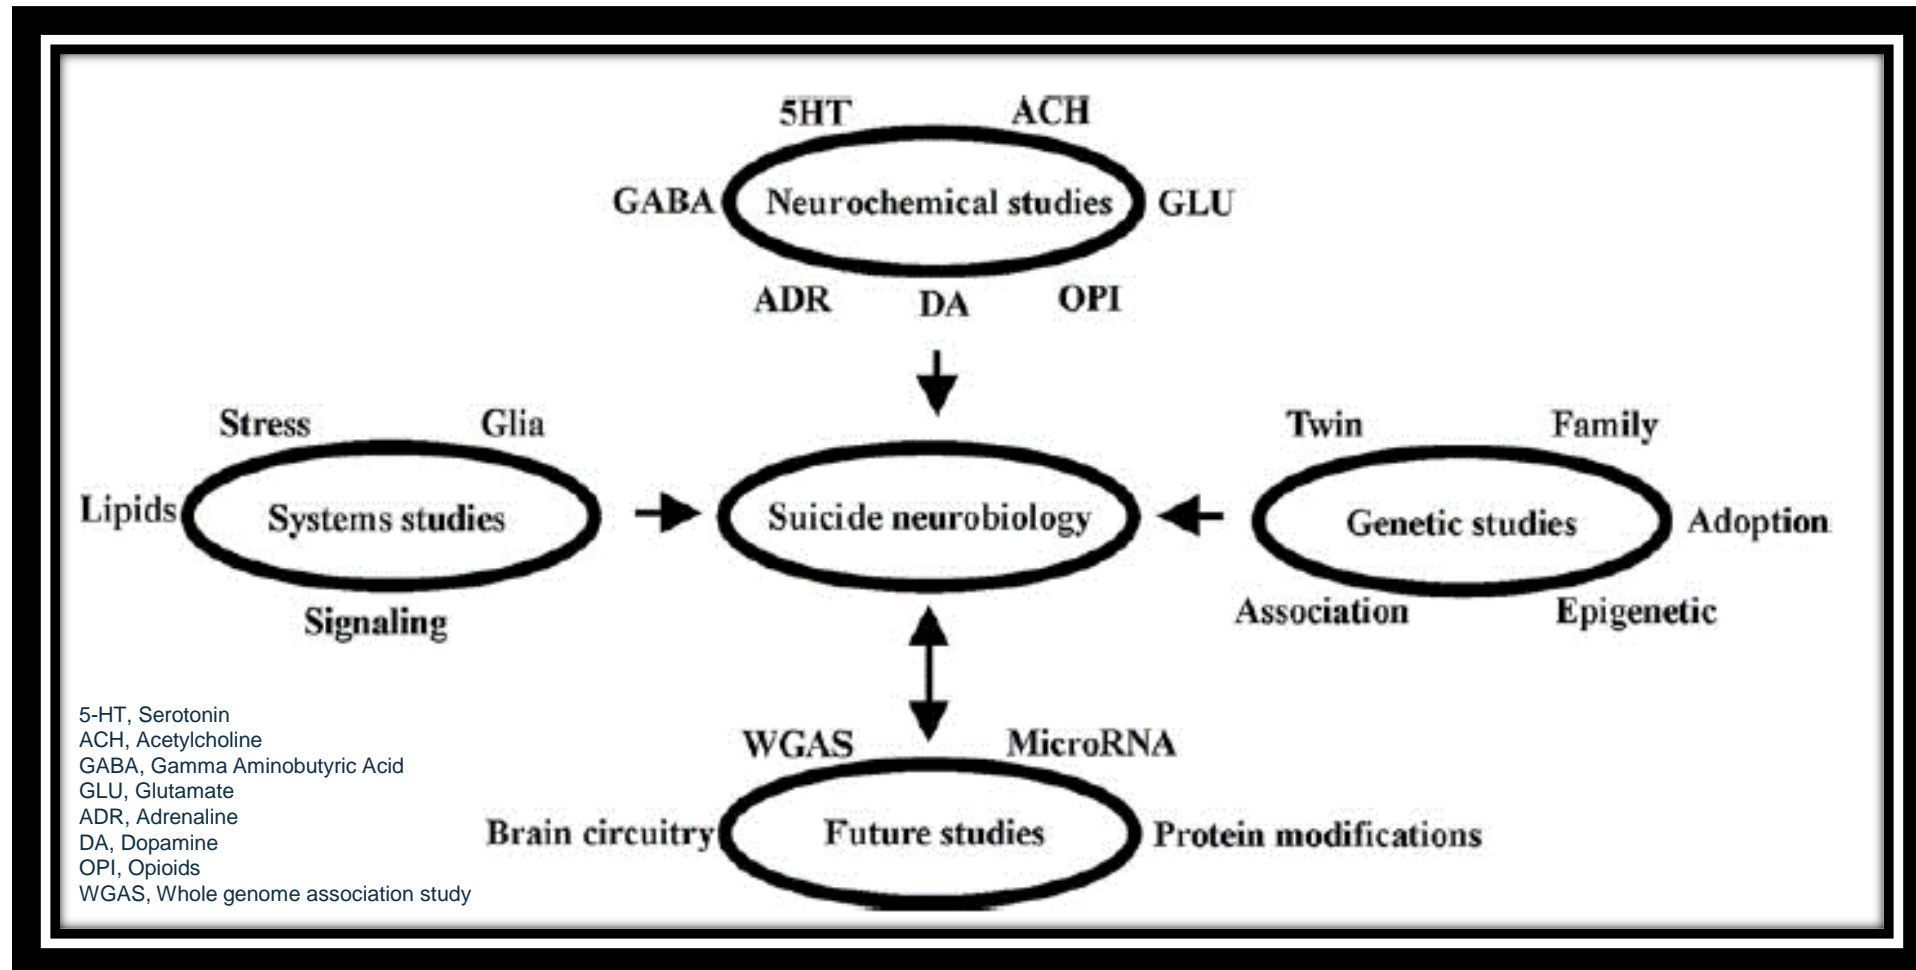 5HT ACH
GABA Neurochemical studies GLU
ADR DA OPI
Stress Glia
Lipids Systems studies
Signaling
Suicide neurobiology
Twin Family
Genetic studies Adoption
Association Epigenetic
WGAS MicroRNA
Brain circuitry Future studies Protein modifications
5-HT, Serotonin
ACH, Acetylcholine
GABA, Gamma Aminobutyric Acid
GLU, Glutamate
ADR, Adrenaline
DA, Dopamine
OPI, Opioids
WGAS, Whole genome association study